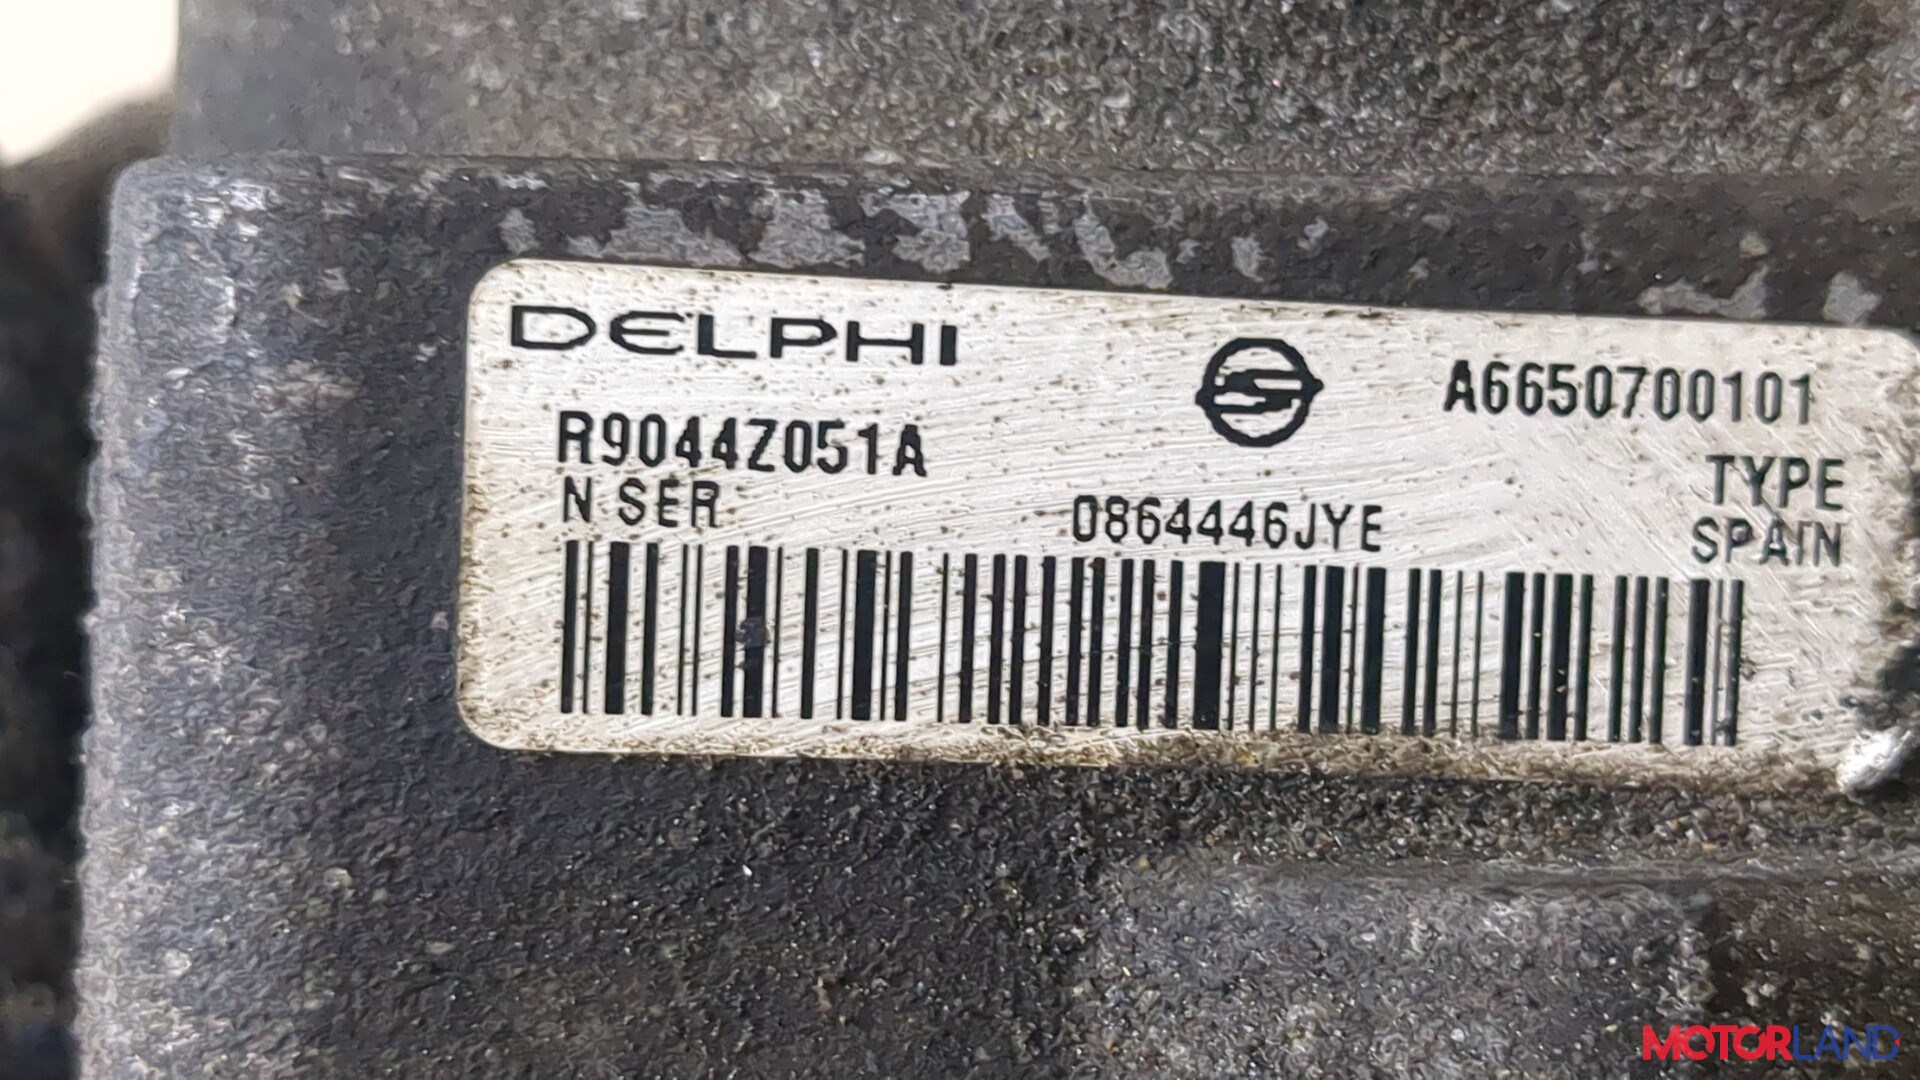 DELPHI
A6650700101
R9044Z051A
TYPE
N SER
0864446JYE
SPAIN
MOTORLAND